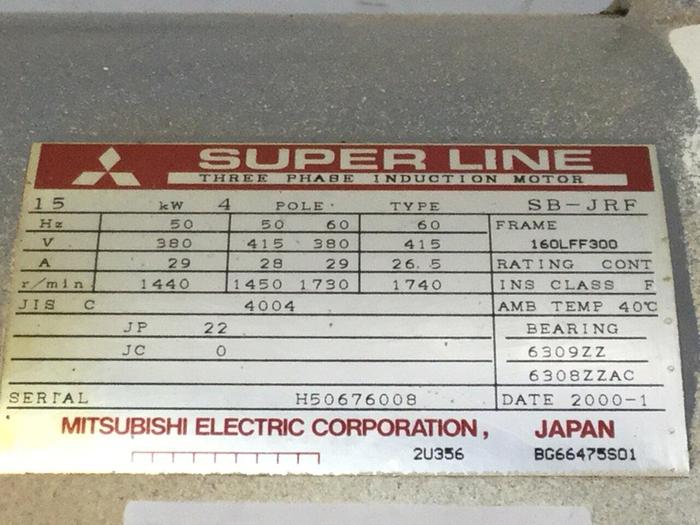 SUPER LINE
THREE PHASE INDUCTION MOTOR
15 kW 4 POLE TYPE SB-JRF
Hz 50 50 60 60 FRAME
V 380 415 380 415 160LFF300
A 29 28 29 26.5 RATING CONT
r/min 1440 1450 1730 1740 INS CLASS F
JIS C 4004 AMB TEMP 40℃
JP 22 BEARING
JC 0 6309ZZ
6308ZZAC
SERIAL H50676008 DATE 2000-1
MITSUBISHI ELECTRIC CORPORATION, JAPAN
2U356 BG66475S01